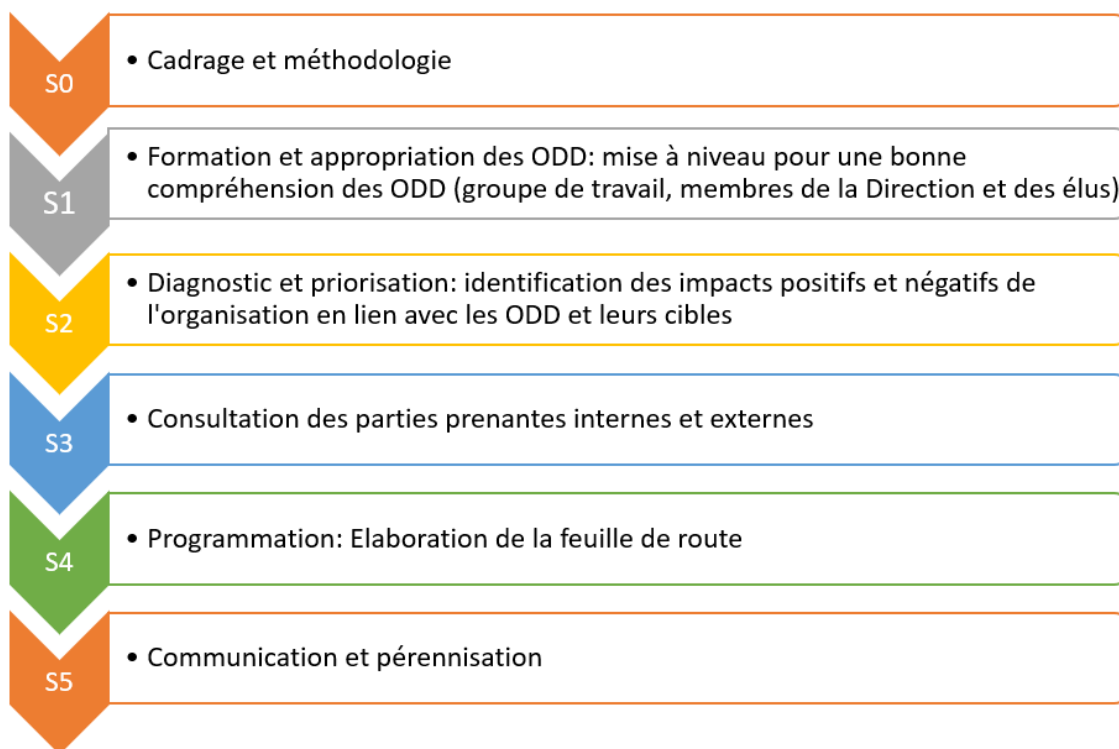 S0
• Cadrage et méthodologie
S1
• Formation et appropriation des ODD: mise à niveau pour une bonne
compréhension des ODD (groupe de travail, membres de la Direction et des élus)
S2
• Diagnostic et priorisation: identification des impacts positifs et négatifs de
l'organisation en lien avec les ODD et leurs cibles
S3
• Consultation des parties prenantes internes et externes
S4
• Programmation: Elaboration de la feuille de route
S5
• Communication et pérennisation